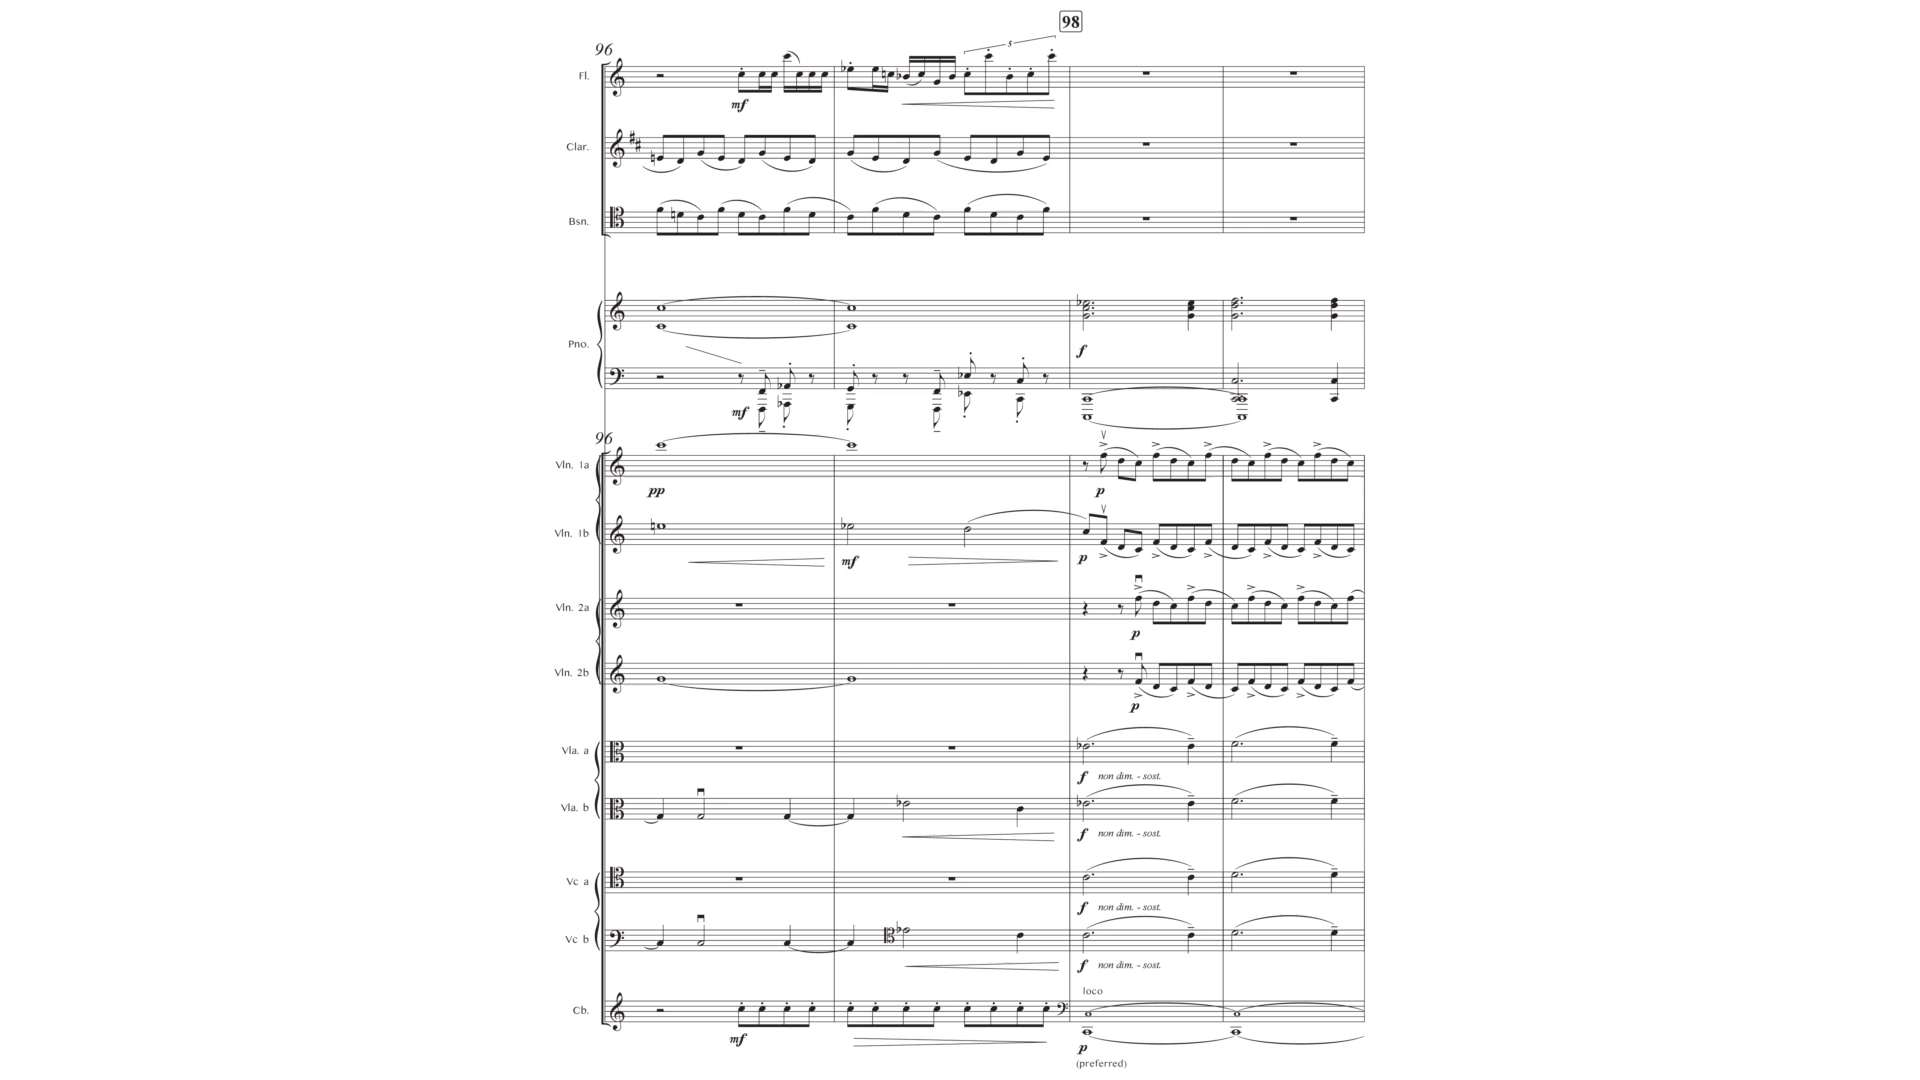 98
96
Fl.
5
mf
Clar.
Bsn.
Pno.
f
mf
96
Vln. 1a
pp
p
Vln. 1b
mf
p
Vln. 2a
p
Vln. 2b
p
Vla. a
f non dim. - sost.
Vla. b
f non dim. - sost.
Vc a
f non dim. - sost.
Vc b
f non dim. - sost.
loco
Cb.
mf
p
(preferred)